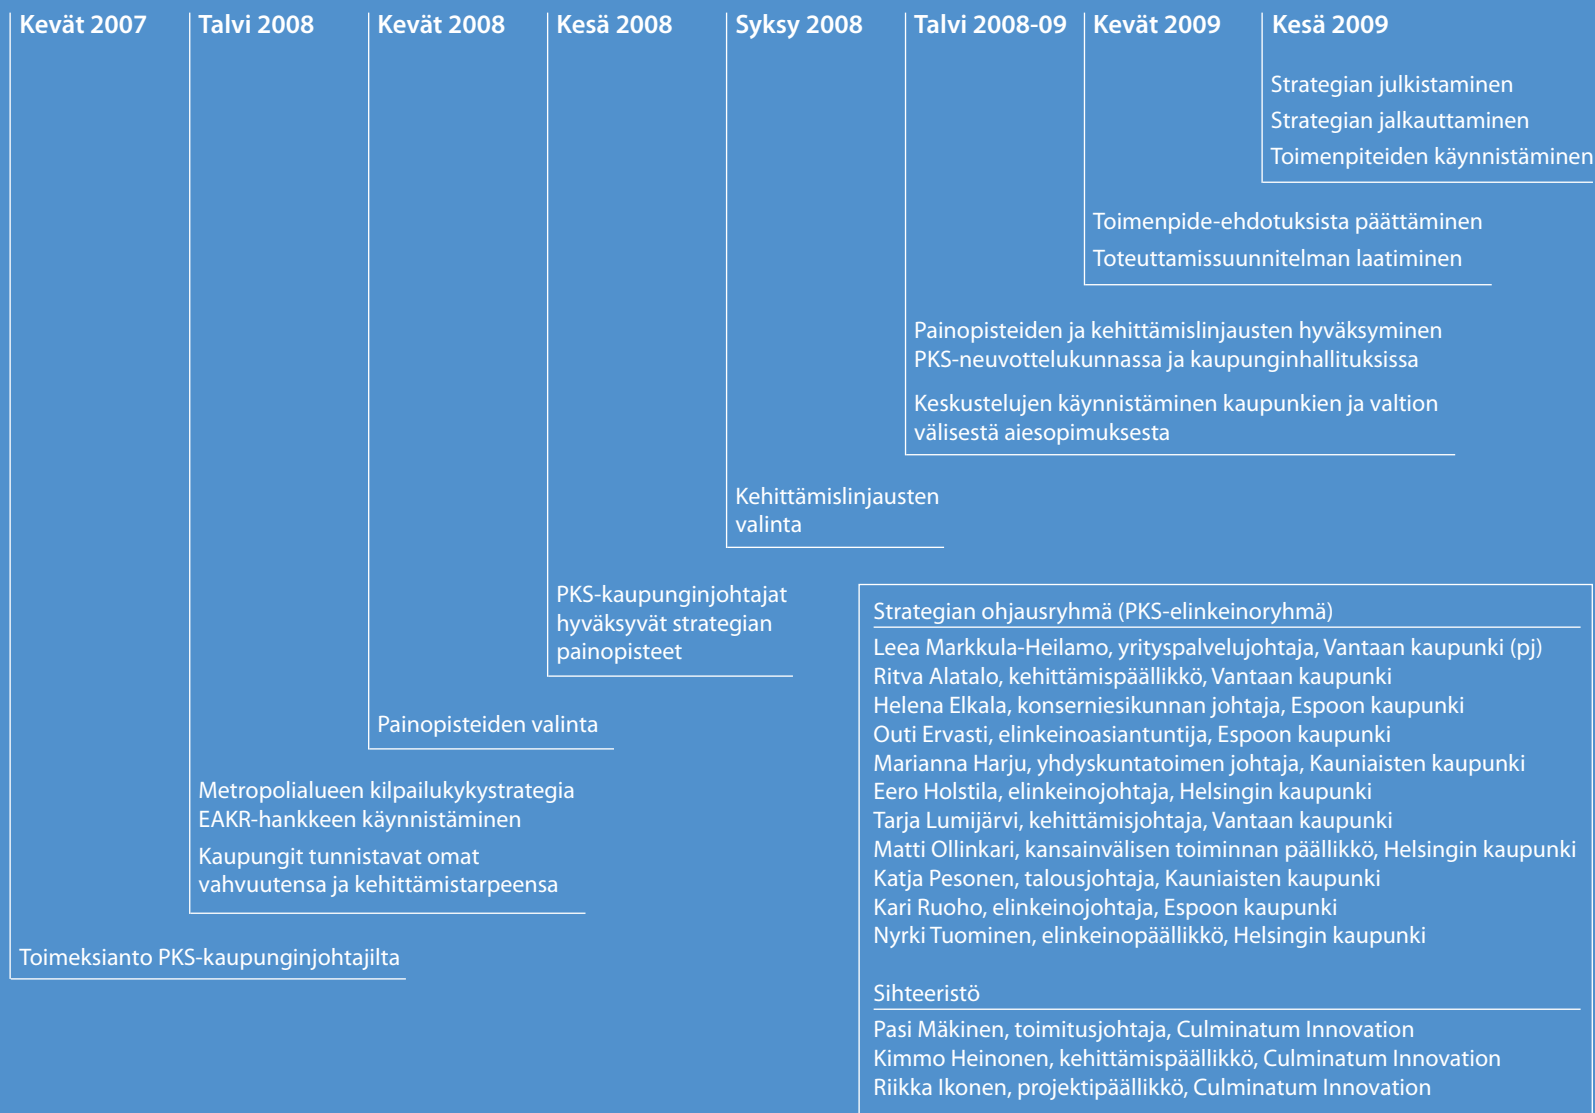 Kevät 2007
Talvi 2008
Kevät 2008
Kesä 2008
Syksy 2008
Talvi 2008-09
Kevät 2009
Kesä 2009
Strategian julkistaminen
Strategian jalkauttaminen
Toimenpiteiden käynnistäminen
Toimenpide-ehdotuksista päättäminen
Toteuttamissuunnitelman laatiminen
Painopisteiden ja kehittämislinjausten hyväksyminen
PKS-neuvottelukunnassa ja kaupunginhallituksissa
Keskustelujen käynnistäminen kaupunkien ja valtion
välisestä aiesopimuksesta
Kehittämislinjausten
valinta
PKS-kaupunginjohtajat
hyväksyvät strategian
painopisteet
Painopisteiden valinta
Metropolialueen kilpailukykystrategia
EAKR-hankkeen käynnistäminen
Kaupungit tunnistavat omat
vahvuutensa ja kehittämistarpeensa
Toimeksianto PKS-kaupunginjohtajilta
Strategian ohjausryhmä (PKS-elinkeinoryhmä)
Leea Markkula-Heilamo, yrityspalvelujohtaja, Vantaan kaupunki (pj)
Ritva Alatalo, kehittämispäällikkö, Vantaan kaupunki
Helena Elkala, konserniesikunnan johtaja, Espoon kaupunki
Outi Ervasti, elinkeinoasiantuntija, Espoon kaupunki
Marianna Harju, yhdyskuntatoimen johtaja, Kauniaisten kaupunki
Eero Holstila, elinkeinojohtaja, Helsingin kaupunki
Tarja Lumijärvi, kehittämisjohtaja, Vantaan kaupunki
Matti Ollinkari, kansainvälisen toiminnan päällikkö, Helsingin kaupunki
Katja Pesonen, talousjohtaja, Kauniaisten kaupunki
Kari Ruoho, elinkeinojohtaja, Espoon kaupunki
Nyrki Tuominen, elinkeinopäällikkö, Helsingin kaupunki
Sihteeristö
Pasi Mäkinen, toimitusjohtaja, Culminatum Innovation
Kimmo Heinonen, kehittämispäällikkö, Culminatum Innovation
Riikka Ikonen, projektipäällikkö, Culminatum Innovation